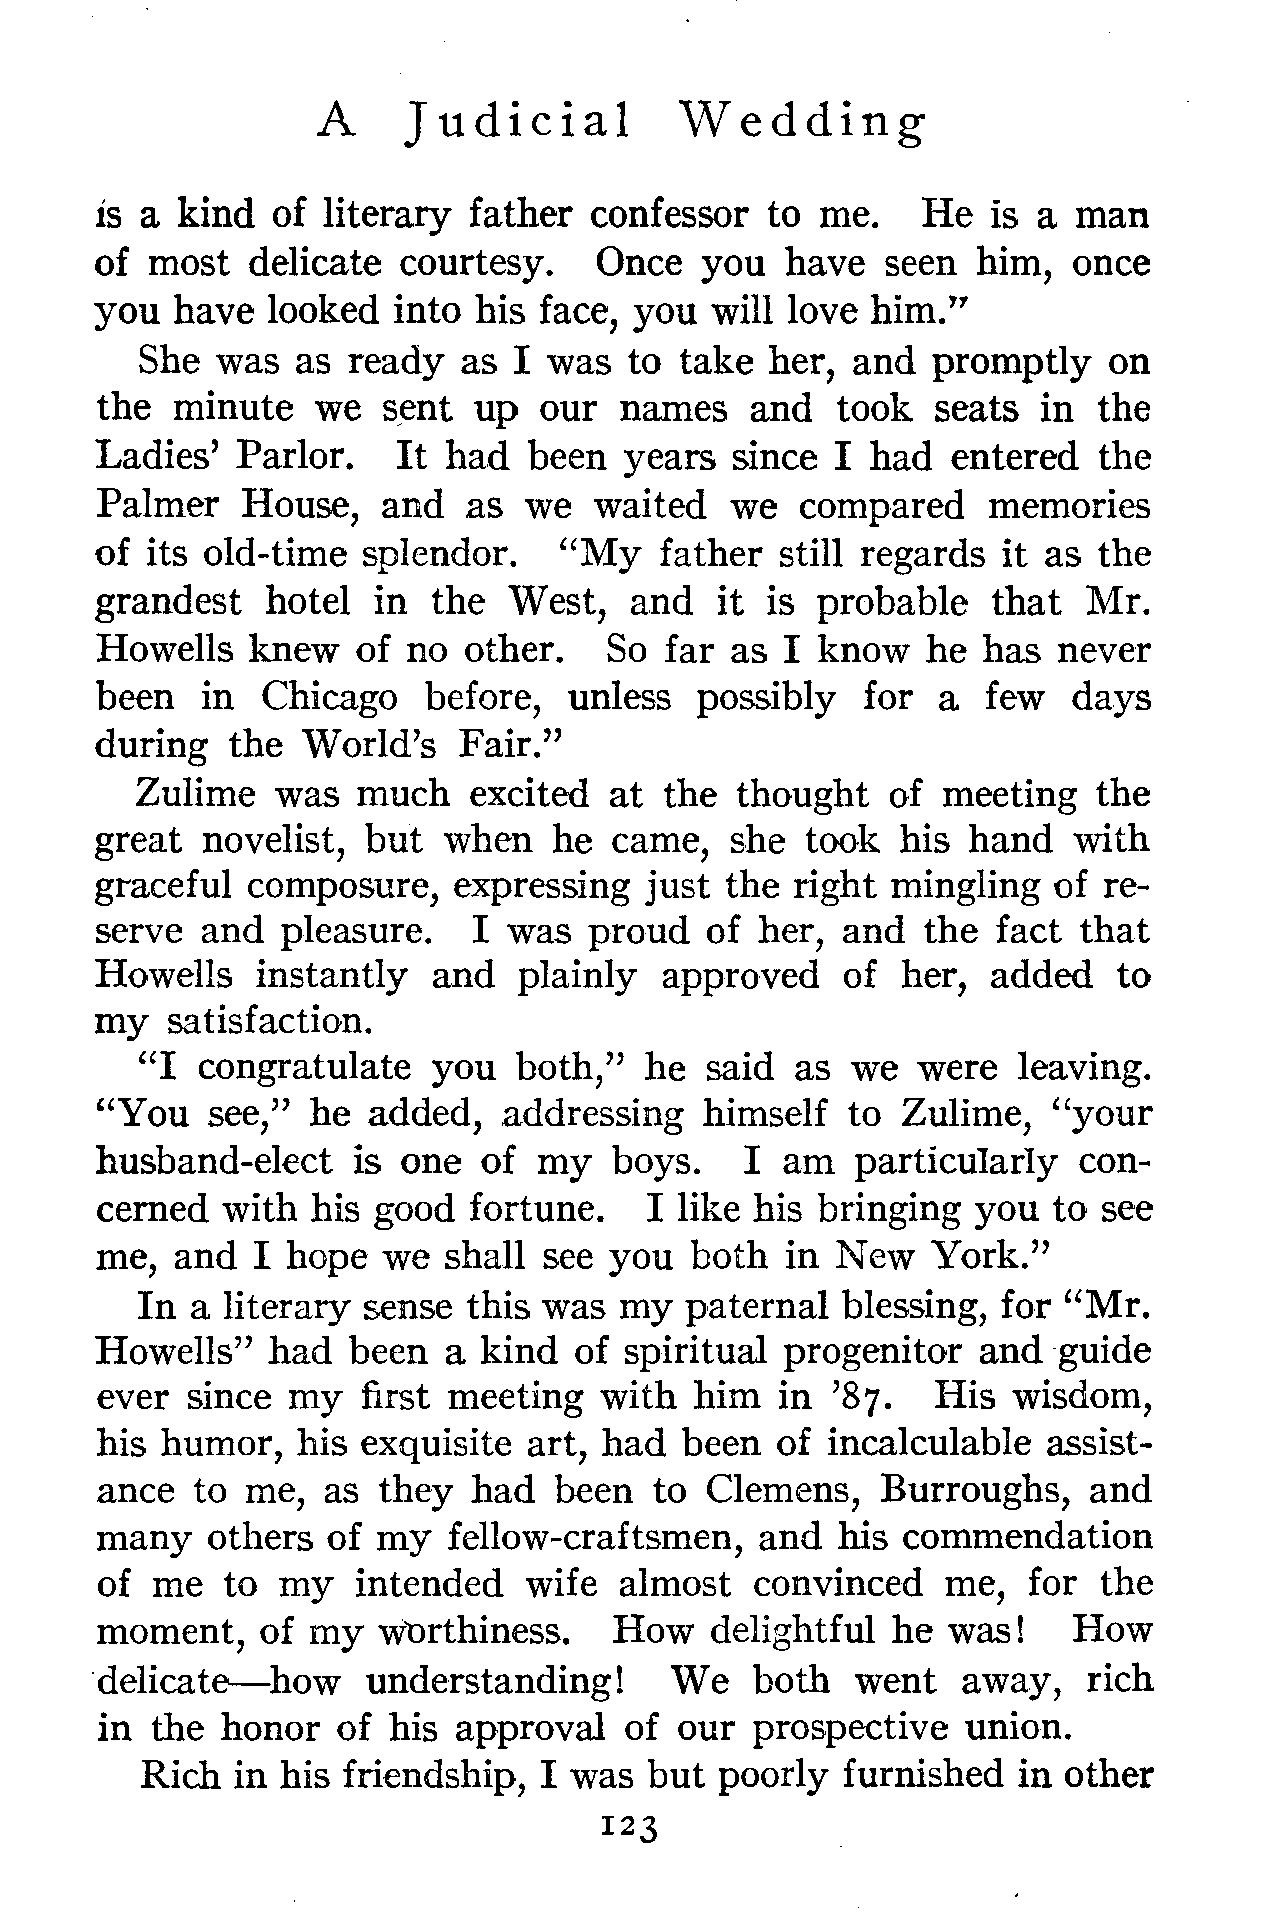 A Judicial Wedding
is a kind of literary father confessor to me. He is a man
of most delicate courtesy. Once you have seen him, once
you have looked into his face, you will love him."
She was as ready as I was to take her, and promptly on
the minute we sent up our names and took seats in the
Ladies' Parlor. It had been years since I had entered the
Palmer House, and as we waited we compared memories
of its old-time splendor. "My father still regards it as the
grandest hotel in the West, and it is probable that Mr.
Howells knew of no other. So far as I know he has never
been in Chicago before, unless possibly for a few days
during the World's Fair."
Zulime was much excited at the thought of meeting the
great novelist, but when he came, she took his hand with
graceful composure, expressing just the right mingling of re-
serve and pleasure. I was proud of her, and the fact that
Howells instantly and plainly approved of her, added to
my satisfaction.
"I congratulate you both," he said as we were leaving.
"You see," he added, addressing himself to Zulime, "your
husband-elect is one of my boys. I am particularly con-
cerned with his good fortune. I like his bringing you to see
me, and I hope we shall see you both in New York."
In a literary sense this was my paternal blessing, for "Mr.
Howells" had been a kind of spiritual progenitor and guide
ever since my first meeting with him in '87. His wisdom,
his humor, his exquisite art, had been of incalculable assist-
ance to me, as they had been to Clemens, Burroughs, and
many others of my fellow-craftsmen, and his commendation
of me to my intended wife almost convinced me, for the
moment, of my worthiness. How delightful he was! How
delicate—how understanding! We both went away, rich
in the honor of his approval of our prospective union.
Rich in his friendship, I was but poorly furnished in other
123